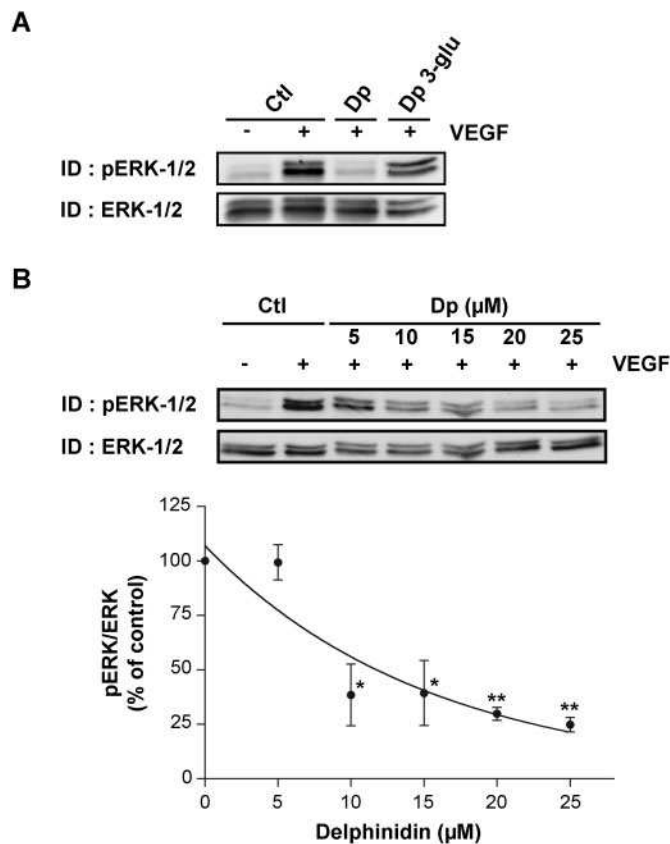 A
Ctl Dp Dp 3-glu
- + + + VEGF
ID : pERK-1/2
ID : ERK-1/2
B
Ctl Dp (µM)
5 10 15 20 25
- + + + + + + VEGF
ID : pERK-1/2
ID : ERK-1/2
125
100
75
50
25
0
pERK/ERK
(% of control)
* * ** **
0 5 10 15 20 25
Delphinidin (µM)